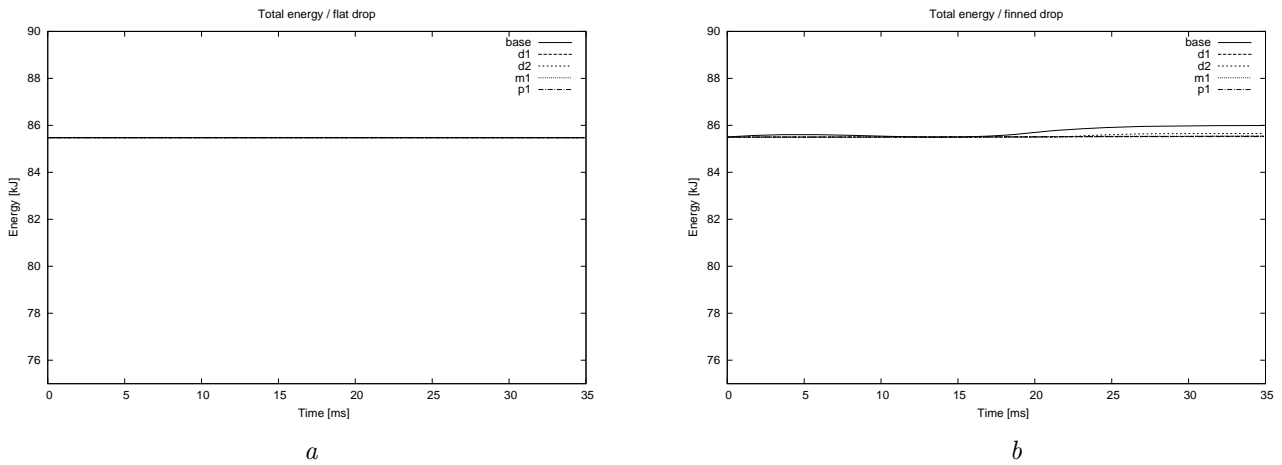 Total energy / flat drop
90
88
86
84
82
80
78
76
Energy [kJ]
base
d1
d2
m1
p1
0 5 10 15 20 25 30 35
Time [ms]
a
Total energy / finned drop
90
88
86
84
82
80
78
76
Energy [kJ]
base
d1
d2
m1
p1
0 5 10 15 20 25 30 35
Time [ms]
b